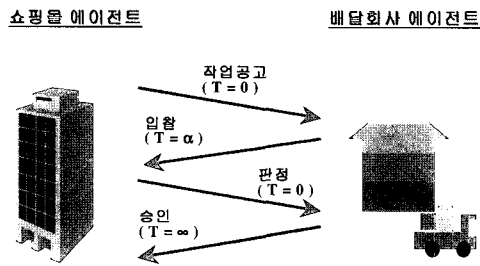 쇼핑몰 에이전트 배달회사 에이전트
작업공고
(T = 0)
입찰
(T = α)
판정
(T = 0)
승인
(T = ∞)